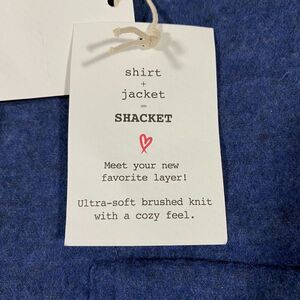 shirt
+
jacket
=
SHACKET
Meet your new
favorite layer!
Ultra-soft brushed knit
with a cozy feel.